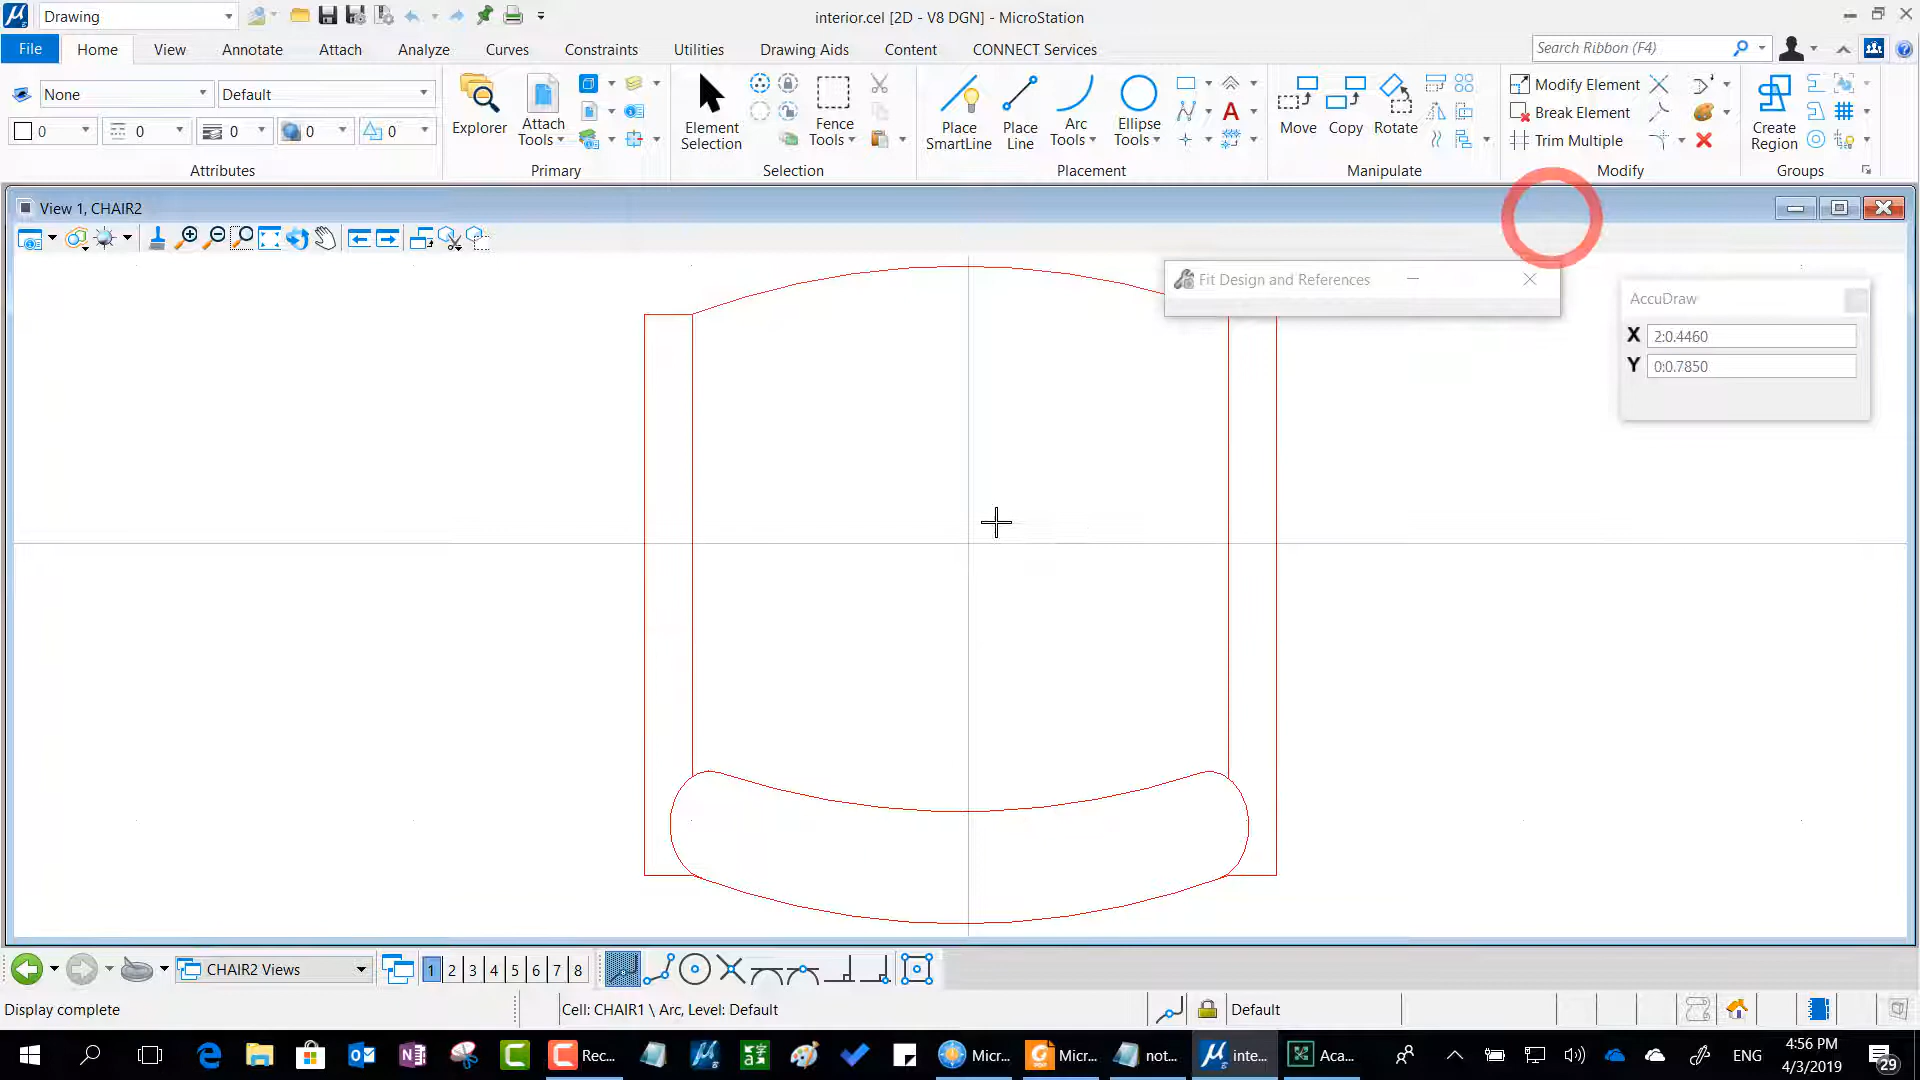 Drawing
interior.cel [2D - V8 DGN] - MicroStation
File
Home
View
Annotate
Attach
Analyze
Curves
Constraints
Utilities
Drawing Aids
Content
CONNECT Services
Search Ribbon (F4)
None
Default
0
0
0
0
0
Attributes
Explorer
Attach
Tools
Primary
Element
Selection
Fence
Tools
Selection
Place
SmartLine
Place
Line
Arc
Tools
Ellipse
Tools
Placement
Move
Copy
Rotate
Manipulate
Modify Element
Break Element
Trim Multiple
Modify
Create
Region
Groups
View 1, CHAIR2
Fit Design and References
AccuDraw
X
2:0.4460
Y
0:0.7850
CHAIR2 Views
1
2
3
4
5
6
7
8
Display complete
Cell: CHAIR1 \ Arc, Level: Default
Default
Rec...
Micr...
Micr...
not...
inte...
Aca...
ENG
4:56 PM
4/3/2019
29